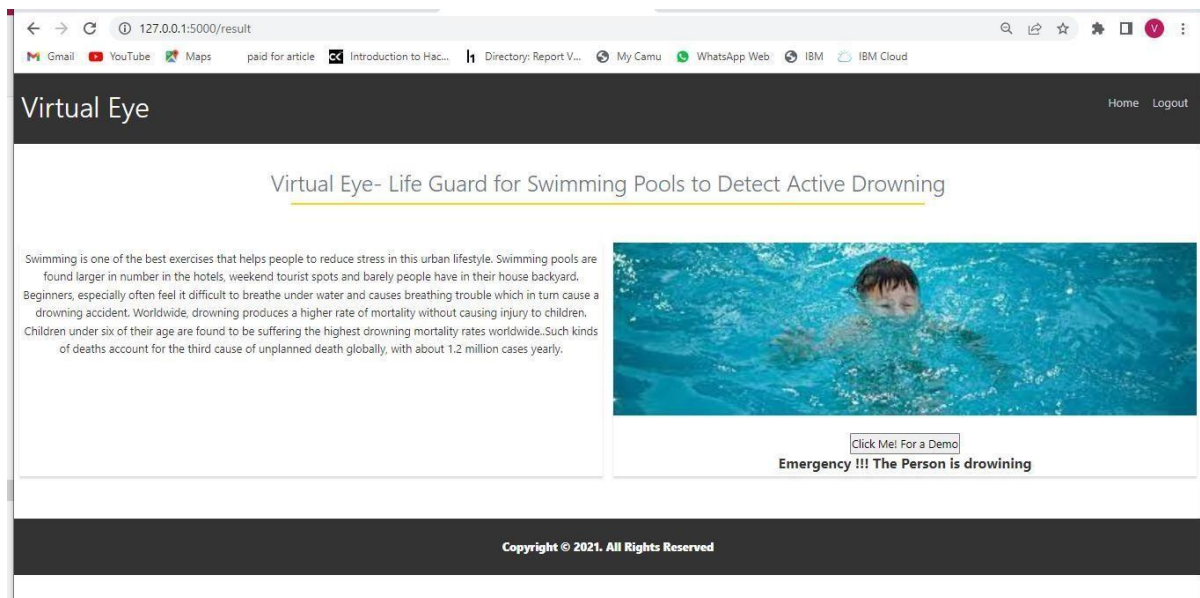 127.0.0.1:5000/result
V
Gmail YouTube Maps paid for article Introduction to Hac... Directory: Report V... My Camu WhatsApp Web IBM IBM Cloud
Virtual Eye
Home Logout
Virtual Eye- Life Guard for Swimming Pools to Detect Active Drowning
Swimming is one of the best exercises that helps people to reduce stress in this urban lifestyle. Swimming pools are
found larger in number in the hotels, weekend tourist spots and barely people have in their house backyard.
Beginners, especially often feel it difficult to breathe under water and causes breathing trouble which in turn cause a
drowning accident. Worldwide, drowning produces a higher rate of mortality without causing injury to children.
Children under six of their age are found to be suffering the highest drowning mortality rates worldwide..Such kinds
of deaths account for the third cause of unplanned death globally, with about 1.2 million cases yearly.
Click Me! For a Demo
Emergency !!! The Person is drowining
Copyright © 2021. All Rights Reserved